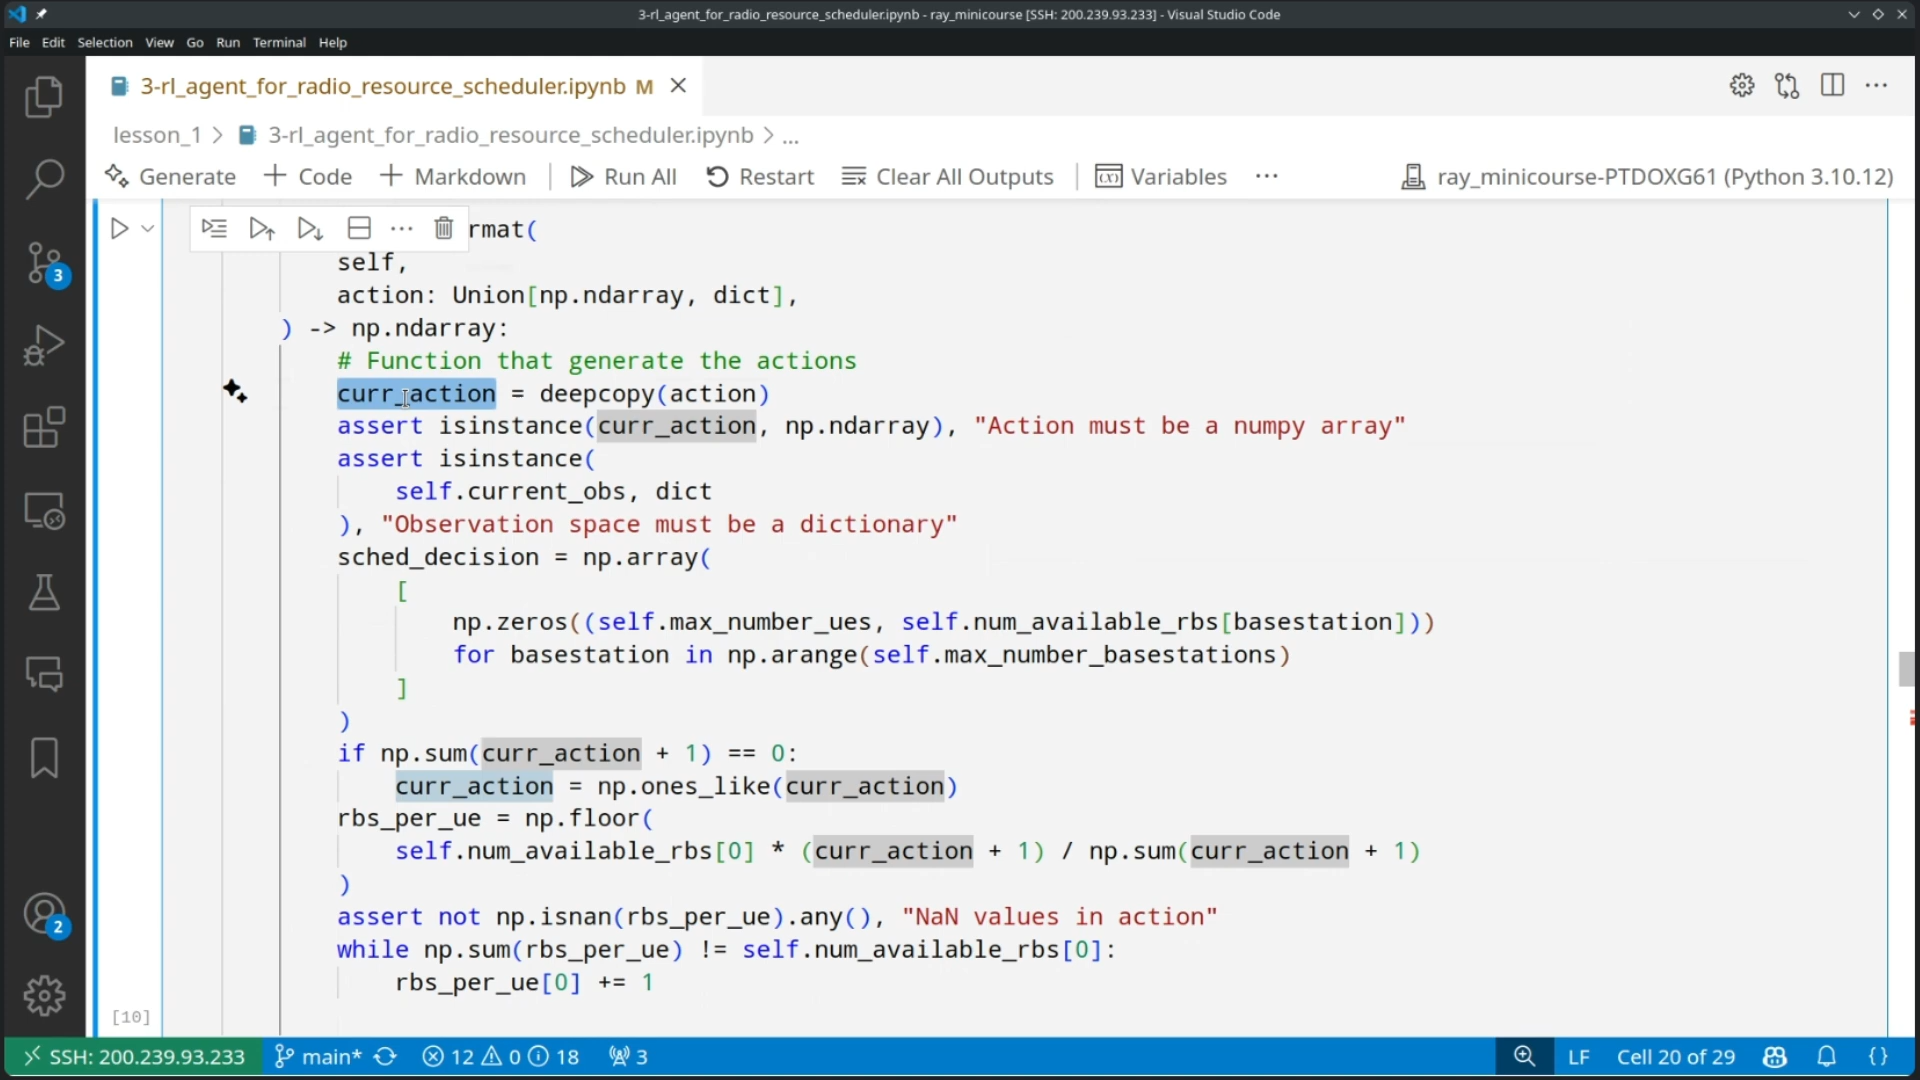 3-rl_agent_for_radio_resource_scheduler.ipynb - ray_minicourse [SSH: 200.239.93.233] - Visual Studio Code
File Edit Selection View Go Run Terminal Help
3-rl_agent_for_radio_resource_scheduler.ipynb M
lesson_1 > 3-rl_agent_for_radio_resource_scheduler.ipynb > ...
Generate + Code + Markdown Run All Restart Clear All Outputs Variables ... ray_minicourse-PTDOXG61 (Python 3.10.12)
rmat(
self,
action: Union[np.ndarray, dict],
) -> np.ndarray:
# Function that generate the actions
curr_action = deepcopy(action)
assert isinstance(curr_action, np.ndarray), "Action must be a numpy array"
assert isinstance(
self.current_obs, dict
), "Observation space must be a dictionary"
sched_decision = np.array(
[
np.zeros((self.max_number_ues, self.num_available_rbs[basestation]))
for basestation in np.arange(self.max_number_basestations)
]
)
if np.sum(curr_action + 1) == 0:
curr_action = np.ones_like(curr_action)
rbs_per_ue = np.floor(
self.num_available_rbs[0] * (curr_action + 1) / np.sum(curr_action + 1)
)
assert not np.isnan(rbs_per_ue).any(), "NaN values in action"
while np.sum(rbs_per_ue) != self.num_available_rbs[0]:
rbs_per_ue[0] += 1
[10]
3
2
SSH: 200.239.93.233 main* 12 0 18 3 LF Cell 20 of 29 {}